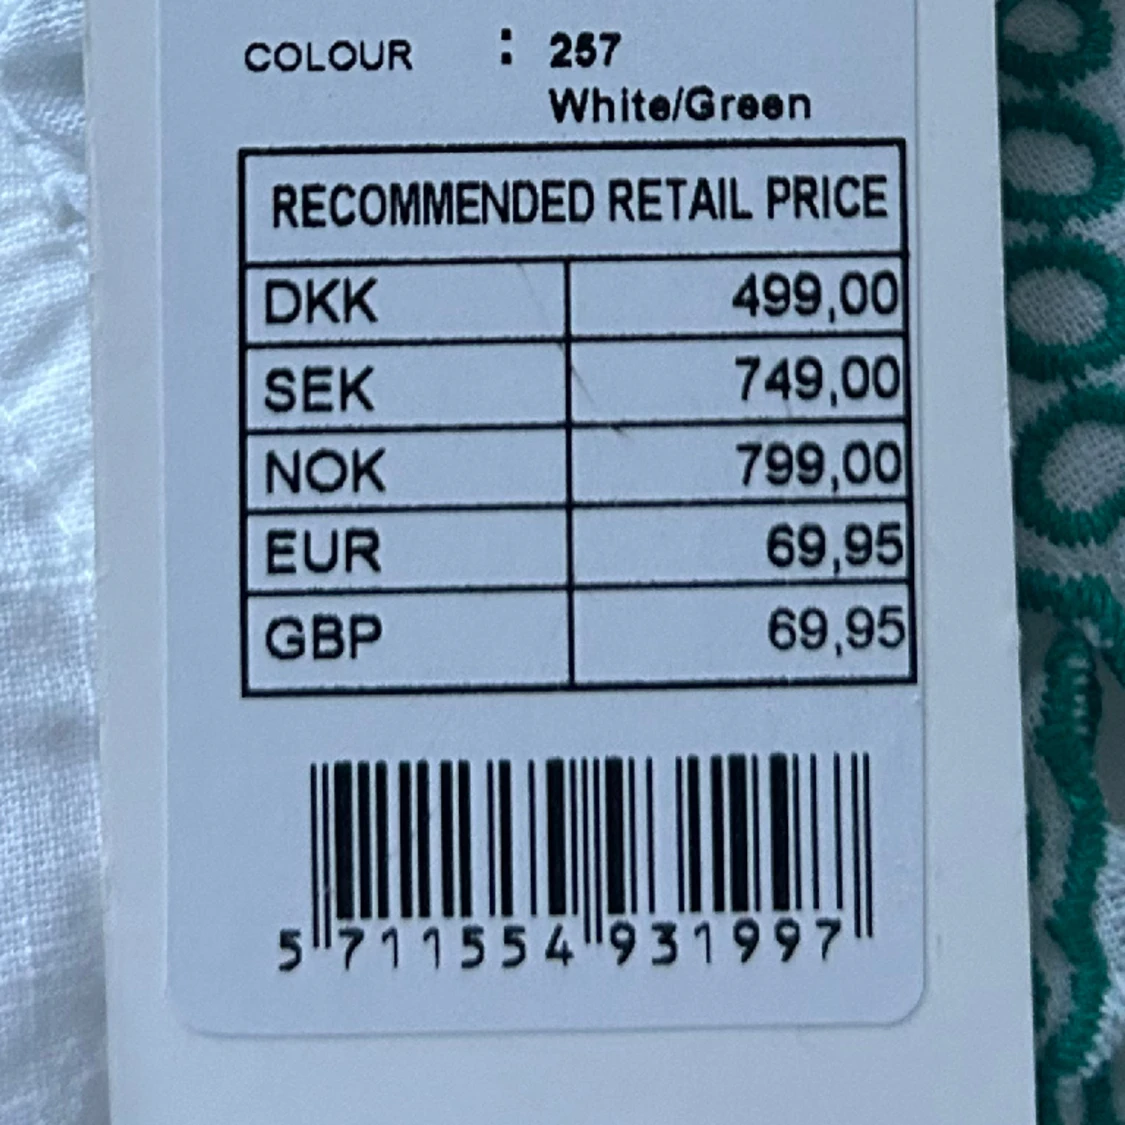 COLOUR : 257
White/Green
RECOMMENDED RETAIL PRICE
DKK 499,00
SEK 749,00
NOK 799,00
EUR 69,95
GBP 69,95
5 711554 931997